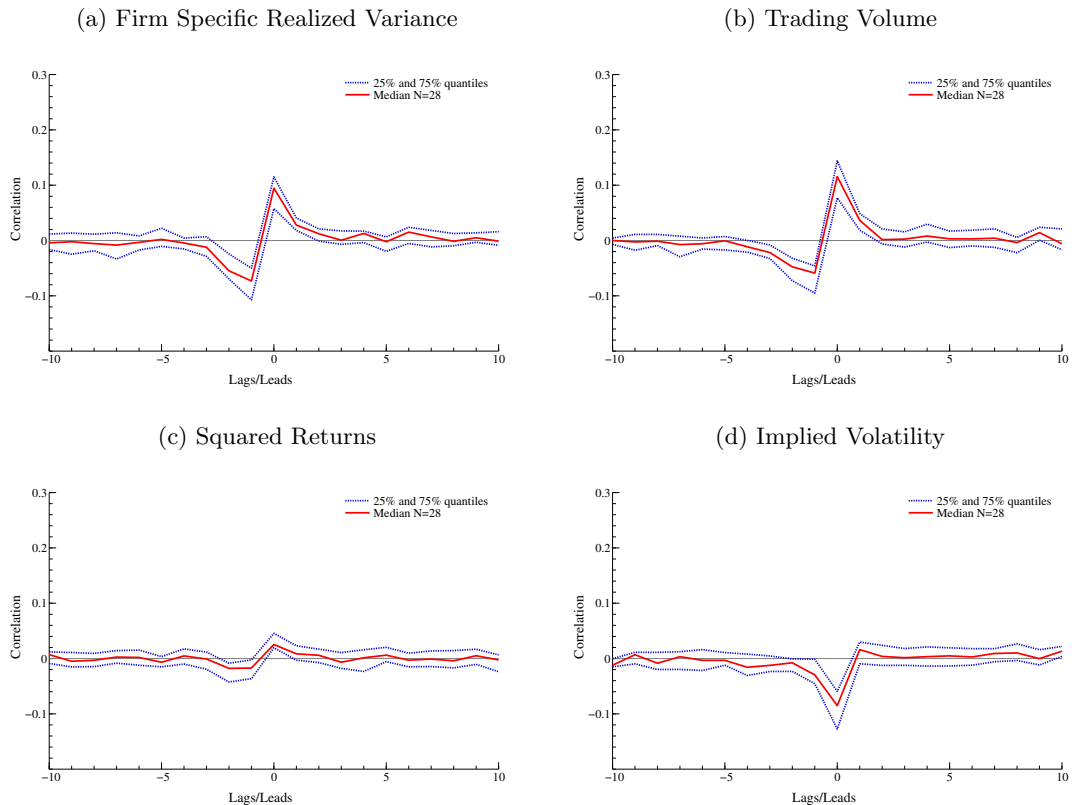 (a) Firm Specific Realized Variance
0.3
0.2
0.1
0
−0.1
−10
−5
0
5
10
Correlation
Lags/Leads
25% and 75% quantiles
Median N=28
(b) Trading Volume
0.3
0.2
0.1
0
−0.1
−10
−5
0
5
10
Correlation
Lags/Leads
25% and 75% quantiles
Median N=28
(c) Squared Returns
0.3
0.2
0.1
0
−0.1
−10
−5
0
5
10
Correlation
Lags/Leads
25% and 75% quantiles
Median N=28
(d) Implied Volatility
0.3
0.2
0.1
0
−0.1
−10
−5
0
5
10
Correlation
Lags/Leads
25% and 75% quantiles
Median N=28